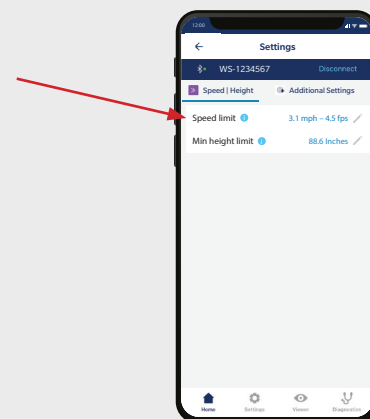 12:00
Settings
WS-1234567 Disconnect
Speed | Height Additional Settings
Speed limit 3.1 mph – 4.5 fps
Min height limit 88.6 Inches
Home Settings Viewer Diagnostics